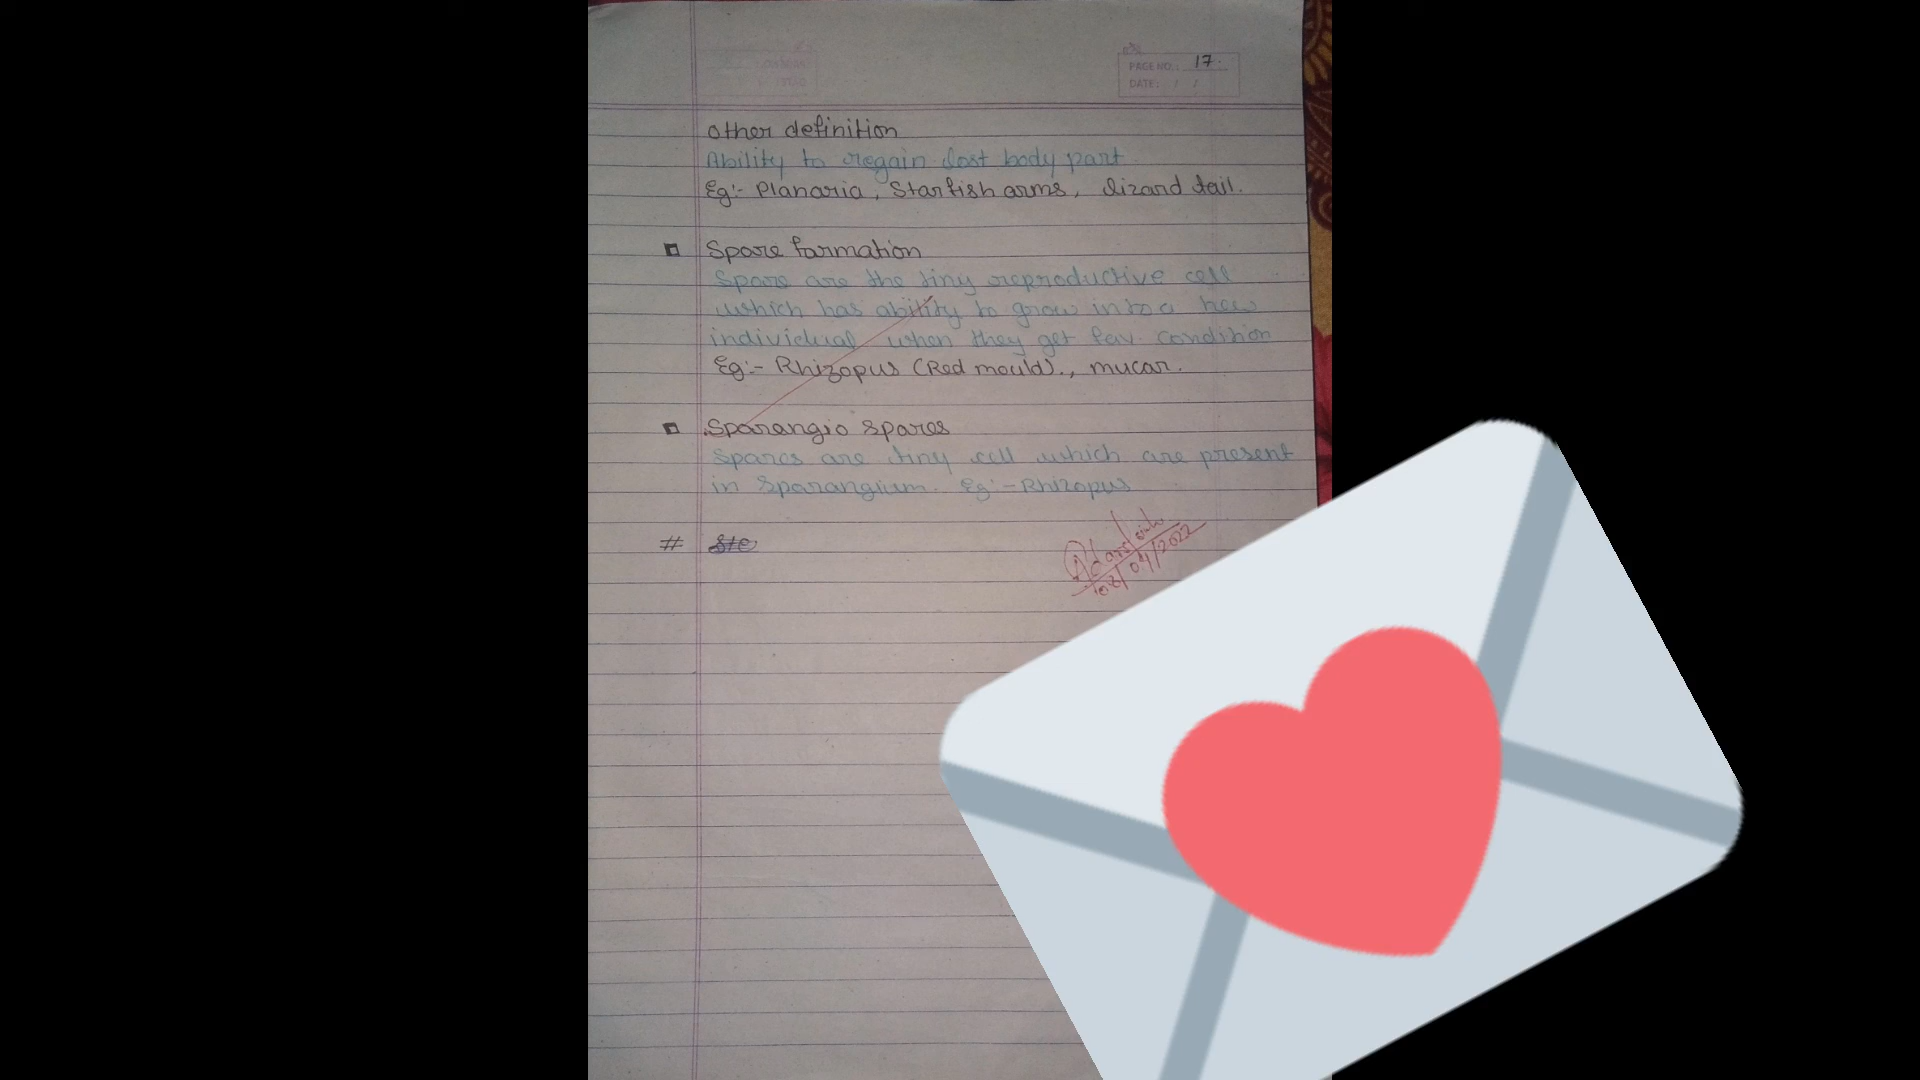 PAGE NO.: 17.
DATE: / /
other definition
Ability to regain lost body part.
Eg:- Planaria, Starfish arms, lizard tail.
Spore formation
Spore are the tiny reproductive cell
which has ability to grow into a new
individual when they get fav. condition
Eg:- Rhizopus (Red mould)., mucar.
Sporangio spores
Spores are tiny cell which are present
in sporangium. Eg:- Rhizopus
#
02/04/2022